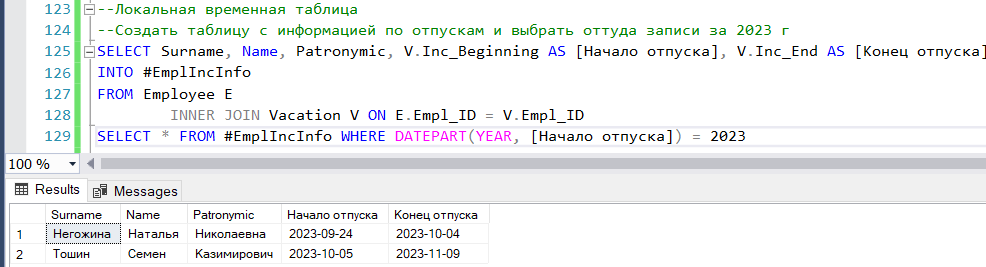 123 --Локальная временная таблица
124 --Создать таблицу с информацией по отпускам и выбрать оттуда записи за 2023 г
125 SELECT Surname, Name, Patronymic, V.Inc_Beginning AS [Начало отпуска], V.Inc_End AS [Конец отпуска]
126 INTO #EmplIncInfo
127 FROM Employee E
128 INNER JOIN Vacation V ON E.Empl_ID = V.Empl_ID
129 SELECT * FROM #EmplIncInfo WHERE DATEPART(YEAR, [Начало отпуска]) = 2023
100 %
Results Messages
Surname Name Patronymic Начало отпуска Конец отпуска
1 Негожина Наталья Николаевна 2023-09-24 2023-10-04
2 Тошин Семен Казимирович 2023-10-05 2023-11-09